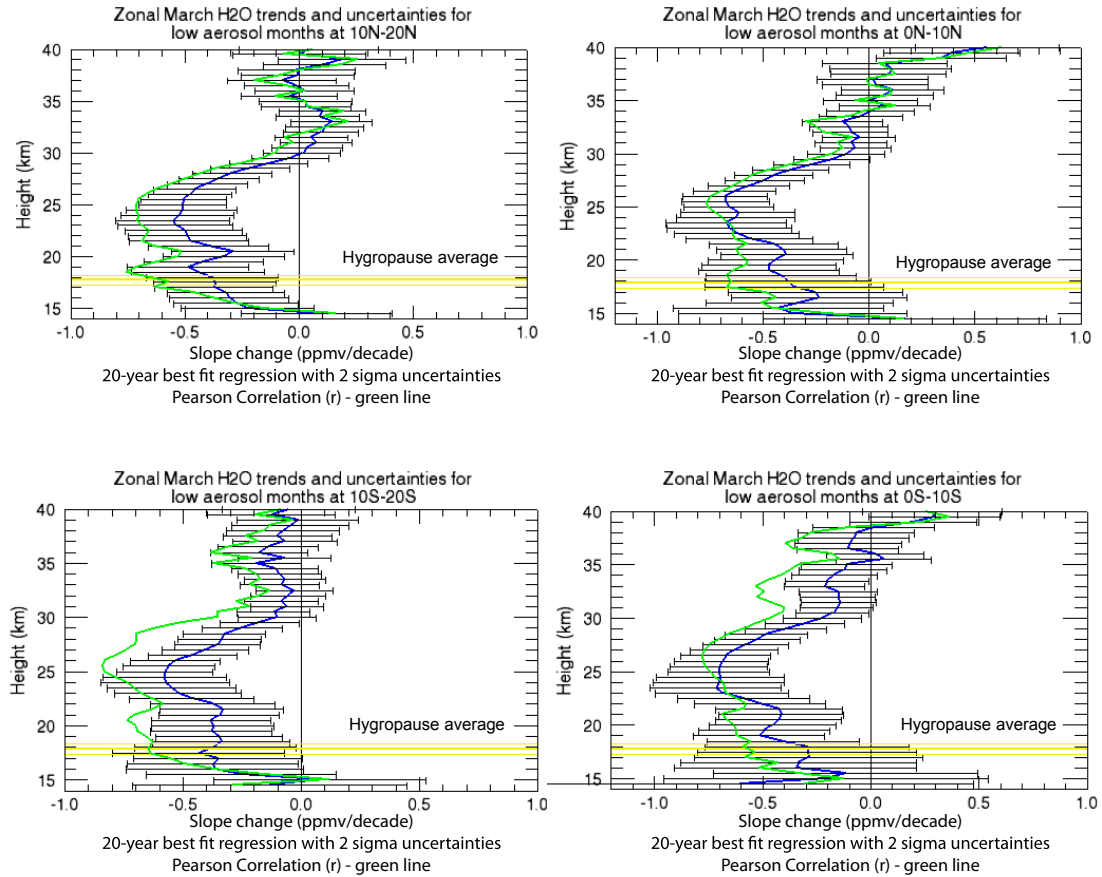 Zonal March H2O trends and uncertainties for
low aerosol months at 10N-20N
40
35
30
25
20
15
Height (km)
Hygropause average
-1.0 -0.5 0.0 0.5 1.0
Slope change (ppmv/decade)
20-year best fit regression with 2 sigma uncertainties
Pearson Correlation (r) - green line
Zonal March H2O trends and uncertainties for
low aerosol months at 0N-10N
40
35
30
25
20
15
Height (km)
Hygropause average
-1.0 -0.5 0.0 0.5 1.0
Slope change (ppmv/decade)
20-year best fit regression with 2 sigma uncertainties
Pearson Correlation (r) - green line
Zonal March H2O trends and uncertainties for
low aerosol months at 10S-20S
40
35
30
25
20
15
Height (km)
Hygropause average
-1.0 -0.5 0.0 0.5 1.0
Slope change (ppmv/decade)
20-year best fit regression with 2 sigma uncertainties
Pearson Correlation (r) - green line
Zonal March H2O trends and uncertainties for
low aerosol months at 0S-10S
40
35
30
25
20
15
Height (km)
Hygropause average
-1.0 -0.5 0.0 0.5 1.0
Slope change (ppmv/decade)
20-year best fit regression with 2 sigma uncertainties
Pearson Correlation (r) - green line